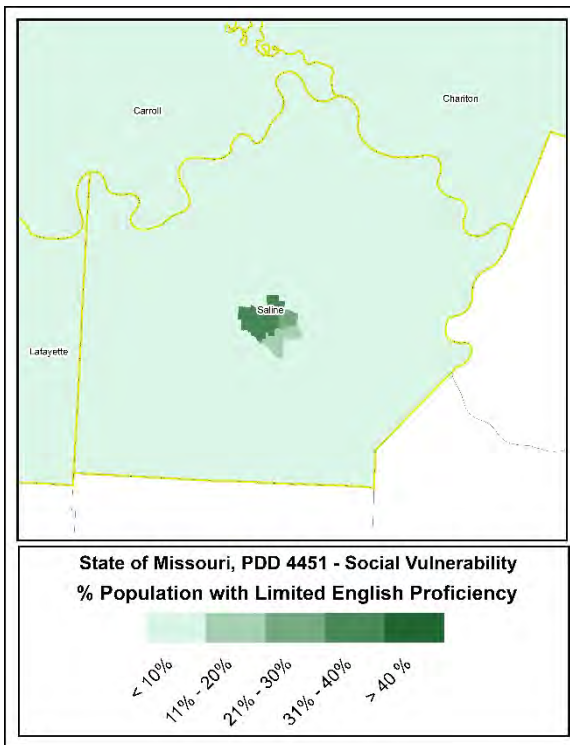 Carroll
Chariton
Saline
Lafayette
State of Missouri, PDD 4451 - Social Vulnerability
% Population with Limited English Proficiency
< 10%
11% - 20%
21% - 30%
31% - 40%
> 40 %